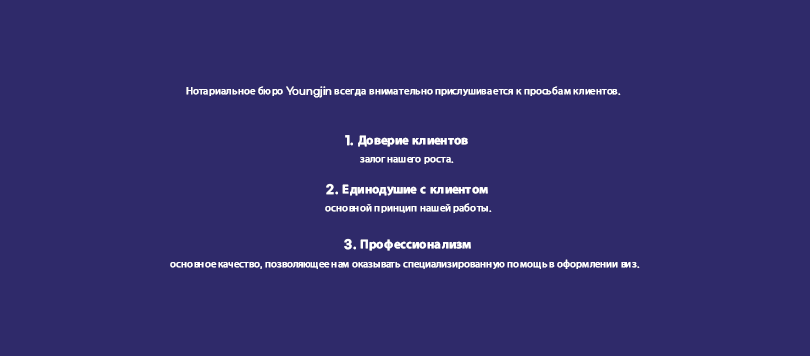 Нотариальное бюро Youngjin всегда внимательно прислушивается к просьбам клиентов.
1. Доверие клиентов
залог нашего роста.
2. Единодушие с клиентом
основной принцип нашей работы.
3. Профессионализм
основное качество, позволяющее нам оказывать специализированную помощь в оформлении виз.